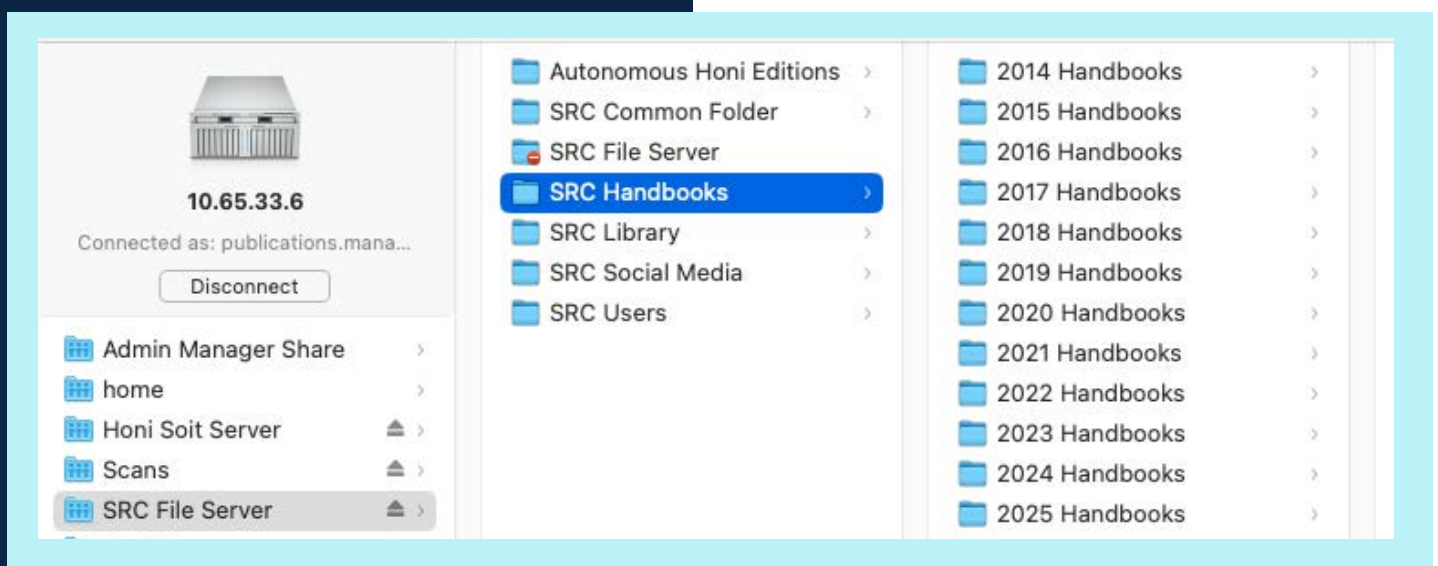 10.65.33.6
Connected as: publications.mana...
Disconnect
Admin Manager Share
home
Honi Soit Server
Scans
SRC File Server
Autonomous Honi Editions
SRC Common Folder
SRC File Server
SRC Handbooks
SRC Library
SRC Social Media
SRC Users
2014 Handbooks
2015 Handbooks
2016 Handbooks
2017 Handbooks
2018 Handbooks
2019 Handbooks
2020 Handbooks
2021 Handbooks
2022 Handbooks
2023 Handbooks
2024 Handbooks
2025 Handbooks